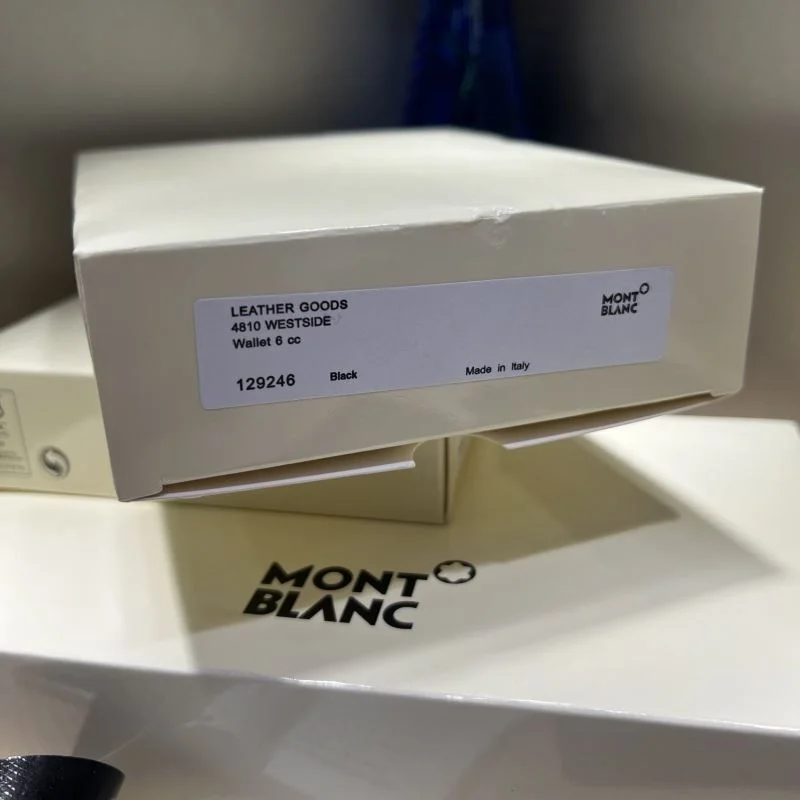 LEATHER GOODS
4810 WESTSIDE
Wallet 6 cc
129246 Black Made in Italy
MONT
BLANC
MONT
BLANC